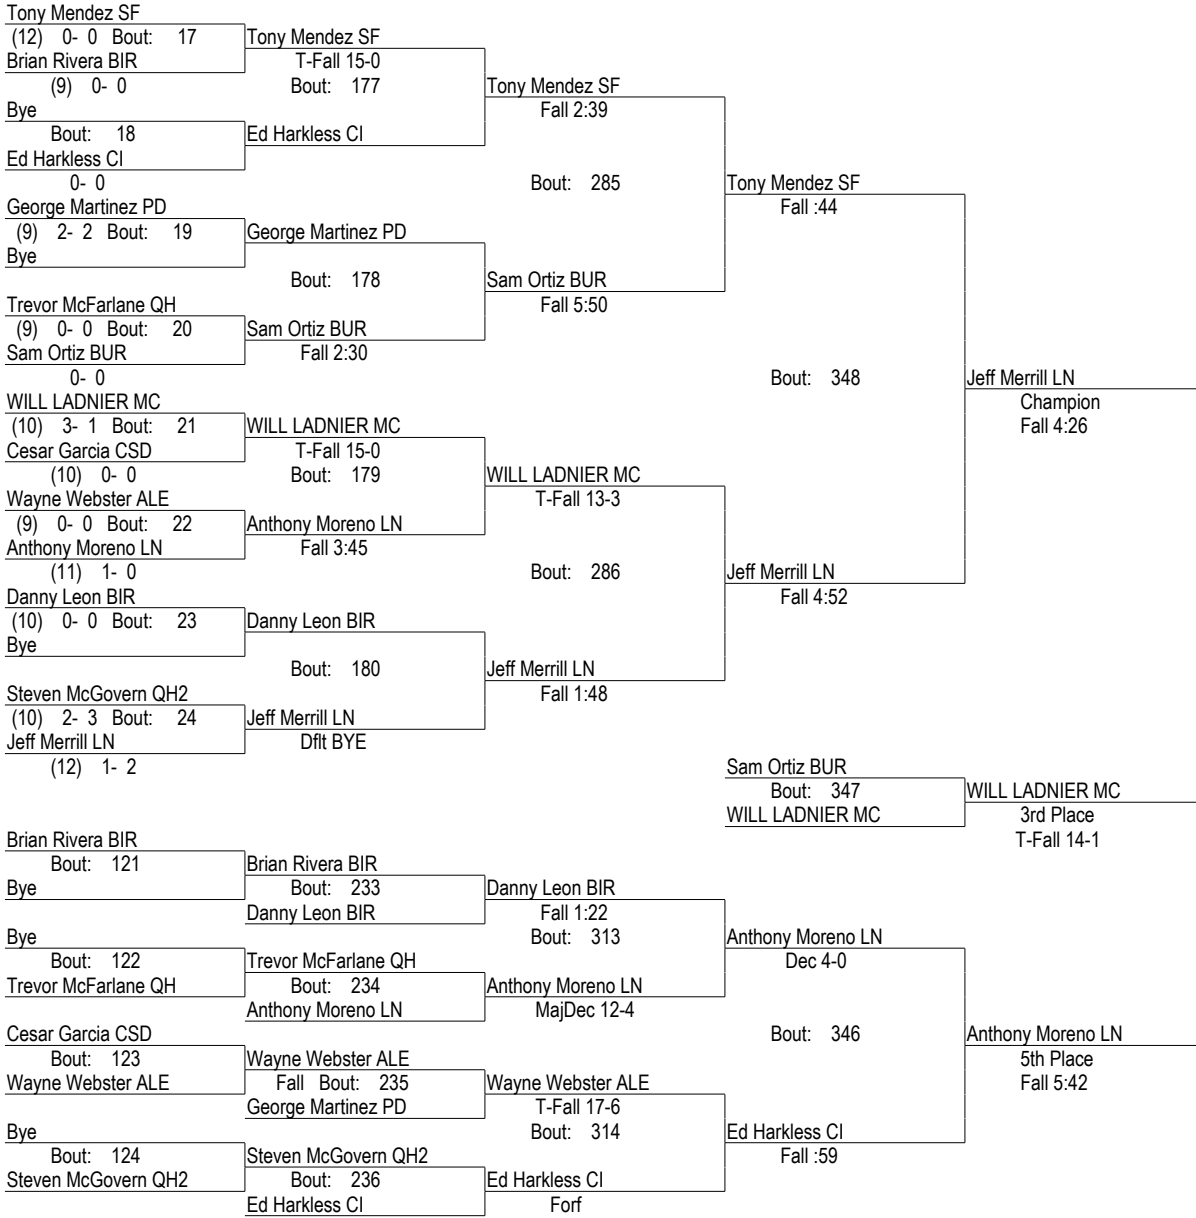 Tony Mendez SF
(12) 0- 0 Bout: 17 Tony Mendez SF
Brian Rivera BIR T-Fall 15-0
(9) 0- 0 Bout: 177 Tony Mendez SF
Bye Fall 2:39
Bout: 18 Ed Harkless CI
Ed Harkless CI
0- 0 Bout: 285 Tony Mendez SF
George Martinez PD Fall :44
(9) 2- 2 Bout: 19 George Martinez PD
Bye
Bout: 178 Sam Ortiz BUR
Trevor McFarlane QH Fall 5:50
(9) 0- 0 Bout: 20 Sam Ortiz BUR
Sam Ortiz BUR Fall 2:30
0- 0 Bout: 348 Jeff Merrill LN
WILL LADNIER MC Champion
(10) 3- 1 Bout: 21 WILL LADNIER MC Fall 4:26
Cesar Garcia CSD T-Fall 15-0
(10) 0- 0 Bout: 179 WILL LADNIER MC
Wayne Webster ALE T-Fall 13-3
(9) 0- 0 Bout: 22 Anthony Moreno LN
Anthony Moreno LN Fall 3:45
(11) 1- 0 Bout: 286 Jeff Merrill LN
Danny Leon BIR Fall 4:52
(10) 0- 0 Bout: 23 Danny Leon BIR
Bye
Bout: 180 Jeff Merrill LN
Steven McGovern QH2 Fall 1:48
(10) 2- 3 Bout: 24 Jeff Merrill LN
Jeff Merrill LN Dflt BYE
(12) 1- 2 Sam Ortiz BUR
Bout: 347 WILL LADNIER MC
WILL LADNIER MC 3rd Place
Brian Rivera BIR T-Fall 14-1
Bout: 121 Brian Rivera BIR
Bye Bout: 233 Danny Leon BIR
Danny Leon BIR Fall 1:22
Bye Bout: 313 Anthony Moreno LN
Bout: 122 Trevor McFarlane QH Dec 4-0
Trevor McFarlane QH Bout: 234 Anthony Moreno LN
Anthony Moreno LN MajDec 12-4
Cesar Garcia CSD Bout: 346 Anthony Moreno LN
Bout: 123 Wayne Webster ALE 5th Place
Wayne Webster ALE Fall Bout: 235 Wayne Webster ALE Fall 5:42
George Martinez PD T-Fall 17-6
Bye Bout: 314 Ed Harkless CI
Bout: 124 Steven McGovern QH2 Fall :59
Steven McGovern QH2 Bout: 236 Ed Harkless CI
Ed Harkless CI Forf